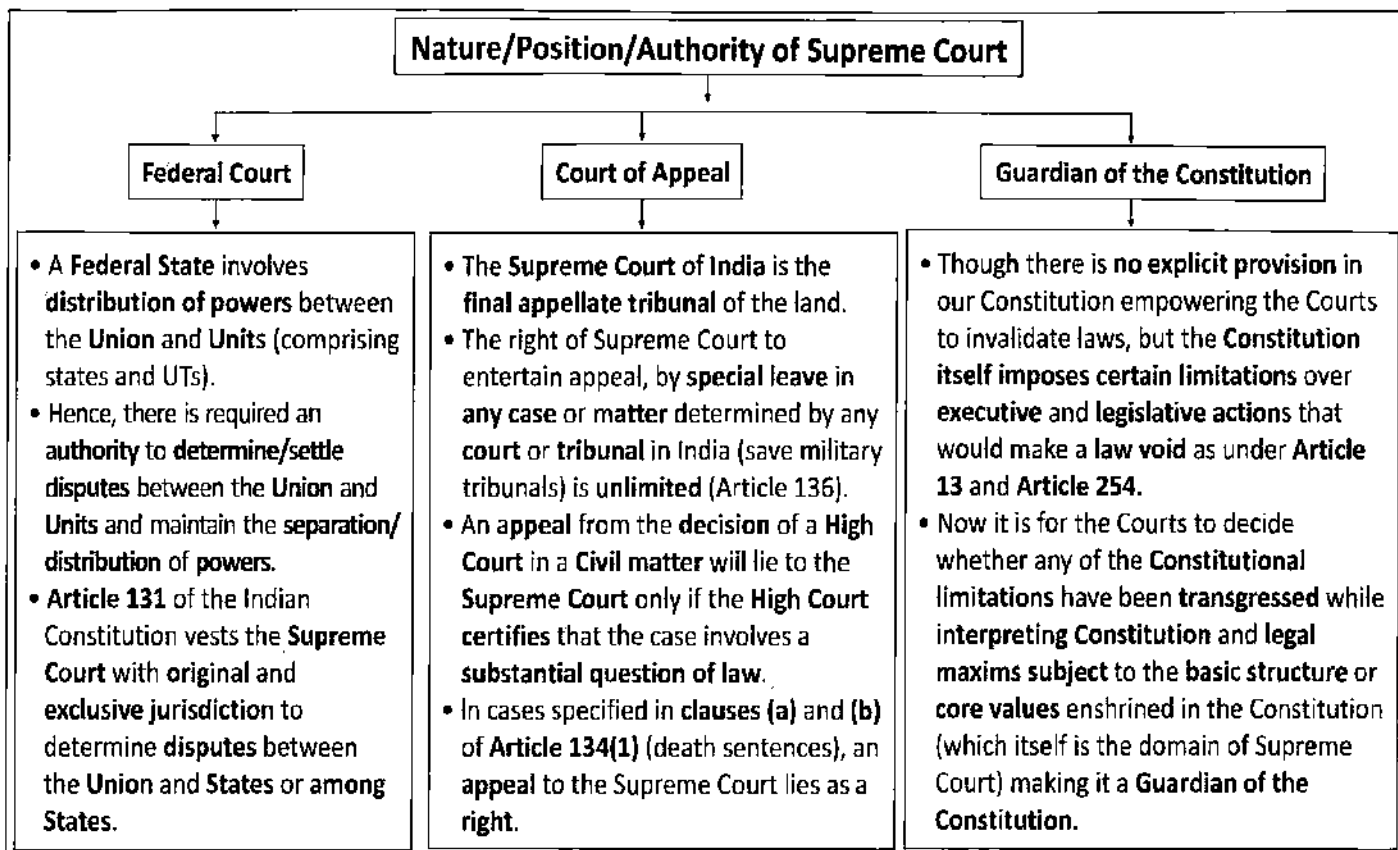 Nature/Position/Authority of Supreme Court
Federal Court
• A Federal State involves
distribution of powers between
the Union and Units (comprising
states and UTs).
• Hence, there is required an
authority to determine/settle
disputes between the Union and
Units and maintain the separation/
distribution of powers.
• Article 131 of the Indian
Constitution vests the Supreme
Court with original and
exclusive jurisdiction to
determine disputes between
the Union and States or among
States.
Court of Appeal
• The Supreme Court of India is the
final appellate tribunal of the land.
• The right of Supreme Court to
entertain appeal, by special leave in
any case or matter determined by any
court or tribunal in India (save military
tribunals) is unlimited (Article 136).
• An appeal from the decision of a High
Court in a Civil matter will lie to the
Supreme Court only if the High Court
certifies that the case involves a
substantial question of law.
• In cases specified in clauses (a) and (b)
of Article 134(1) (death sentences), an
appeal to the Supreme Court lies as a
right.
Guardian of the Constitution
• Though there is no explicit provision in
our Constitution empowering the Courts
to invalidate laws, but the Constitution
itself imposes certain limitations over
executive and legislative actions that
would make a law void as under Article
13 and Article 254.
• Now it is for the Courts to decide
whether any of the Constitutional
limitations have been transgressed while
interpreting Constitution and legal
maxims subject to the basic structure or
core values enshrined in the Constitution
(which itself is the domain of Supreme
Court) making it a Guardian of the
Constitution.